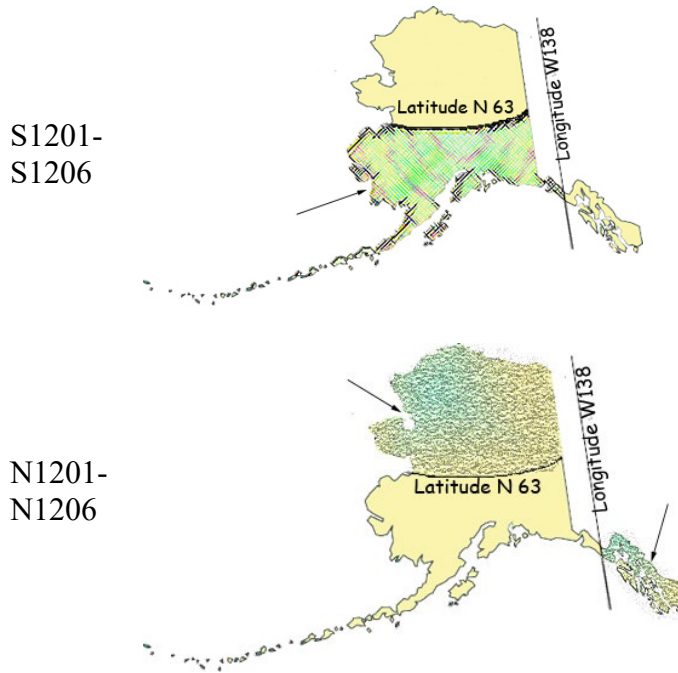 Latitude N 63
Longitude W138
S1201-
S1206
Latitude N 63
Longitude W138
N1201-
N1206